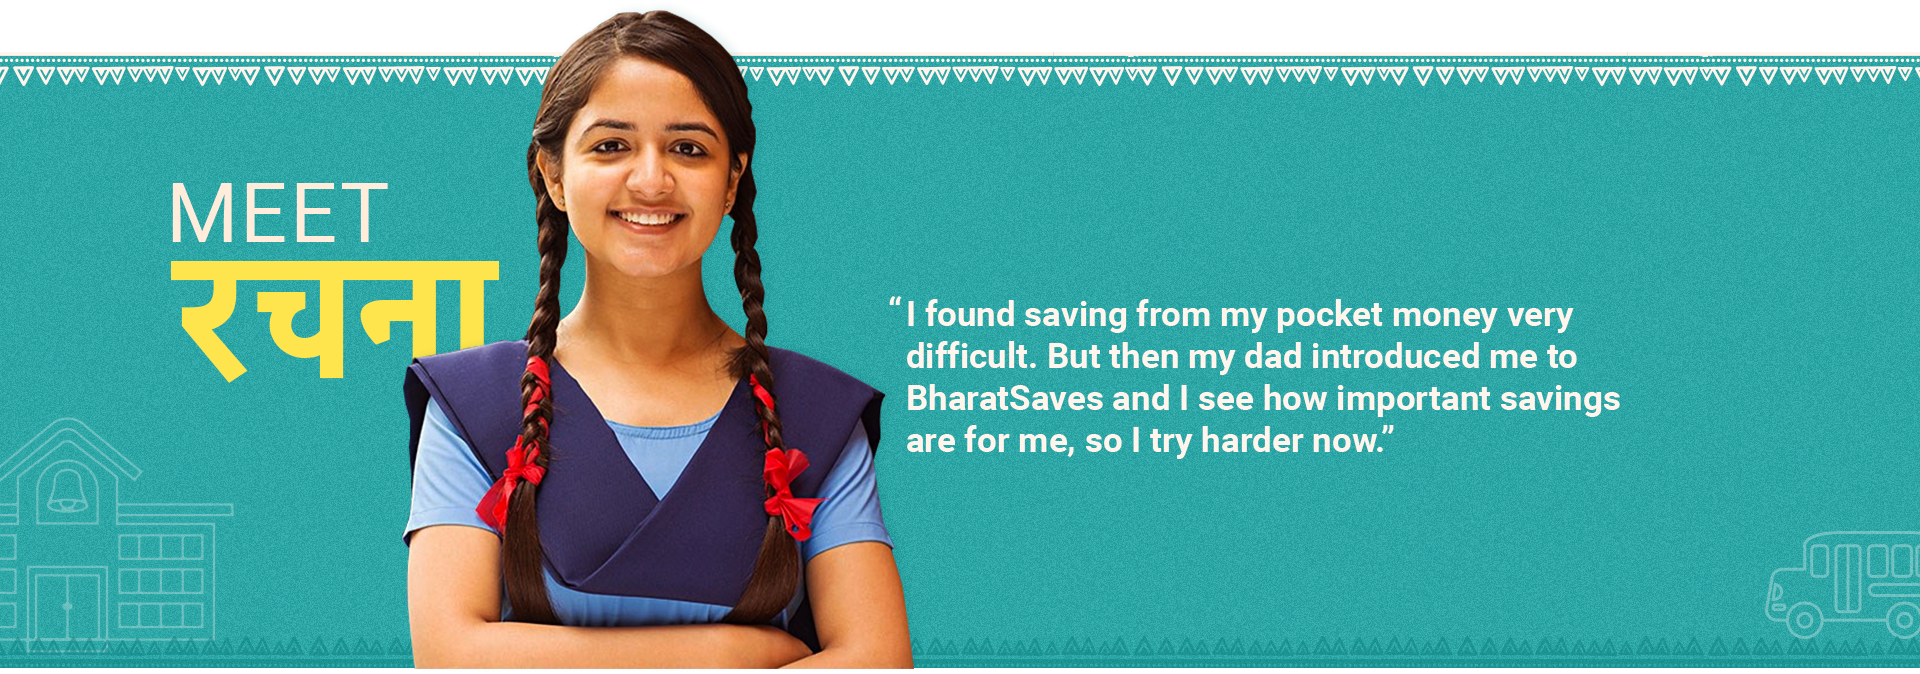 MEET
रचना
“I found saving from my pocket money very
difficult. But then my dad introduced me to
BharatSaves and I see how important savings
are for me, so I try harder now.”